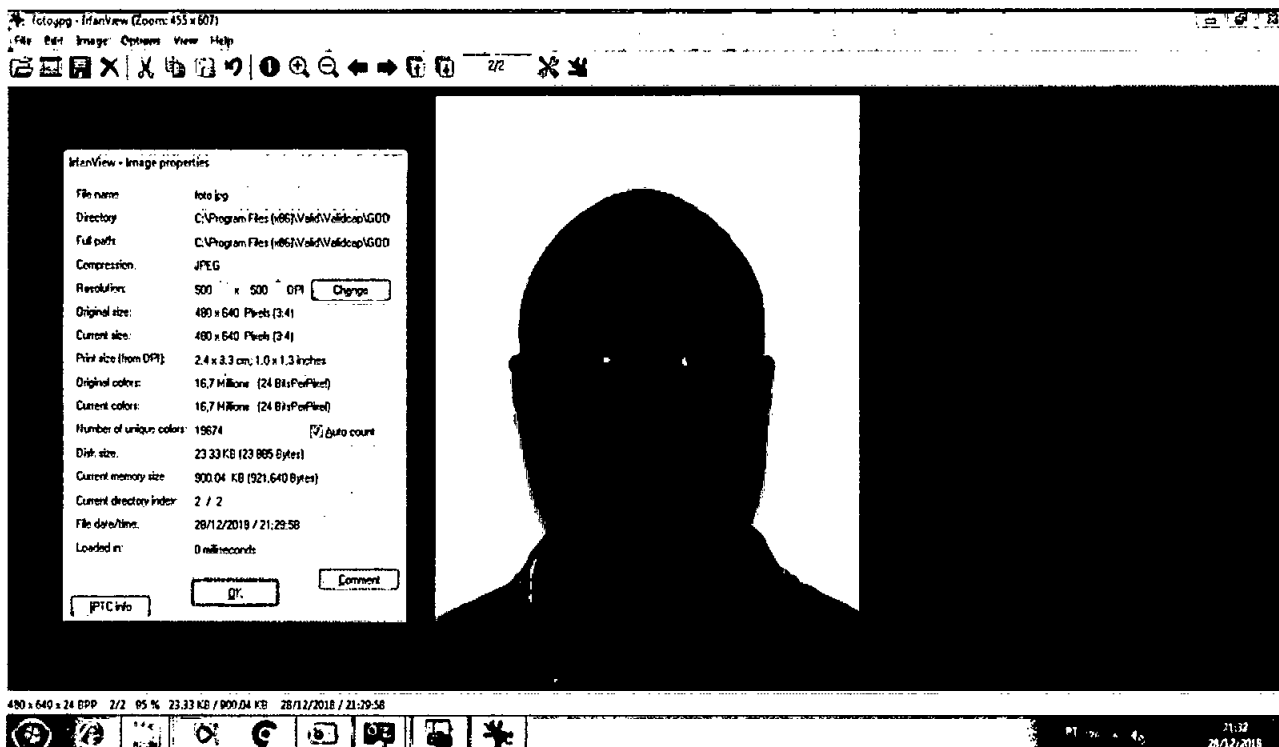 foto.jpg - IrfanView (Zoom: 455 x 607)
File Edit Image Options View Help
2/2
IrfanView - Image properties
File name: foto.jpg
Directory: C:\Program Files (x86)\Valid\Validcap\GOD
Full path: C:\Program Files (x86)\Valid\Validcap\GOD
Compression: JPEG
Resolution: 500 x 500 DPI Change
Original size: 480 x 640 Pixels (3:4)
Current size: 480 x 640 Pixels (3:4)
Print size (from DPI): 2.4 x 3.3 cm; 1.0 x 1.3 inches
Original colors: 16,7 Millions (24 BitsPerPixel)
Current colors: 16,7 Millions (24 BitsPerPixel)
Number of unique colors: 19674 Auto count
Disk size: 23.33 KB (23 885 Bytes)
Current memory size: 900.04 KB (921.640 Bytes)
Current directory index: 2 / 2
File date/time: 28/12/2018 / 21:29:58
Loaded in: 0 milliseconds
Comment
OK
IPTC info
480 x 640 x 24 BPP 2/2 95 % 23.33 KB / 900.04 KB 28/12/2018 / 21:29:58
PT 21:32
28/12/2018